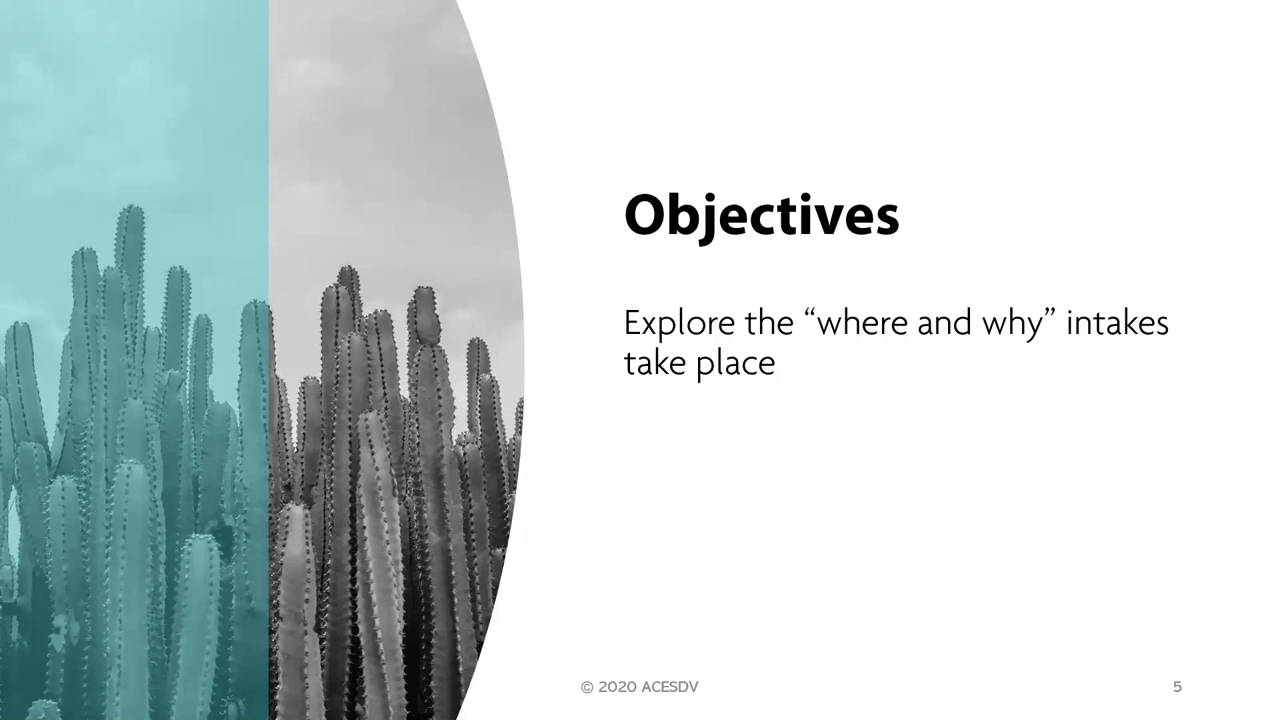 Objectives
Explore the “where and why” intakes
take place
© 2020 ACESDV
5